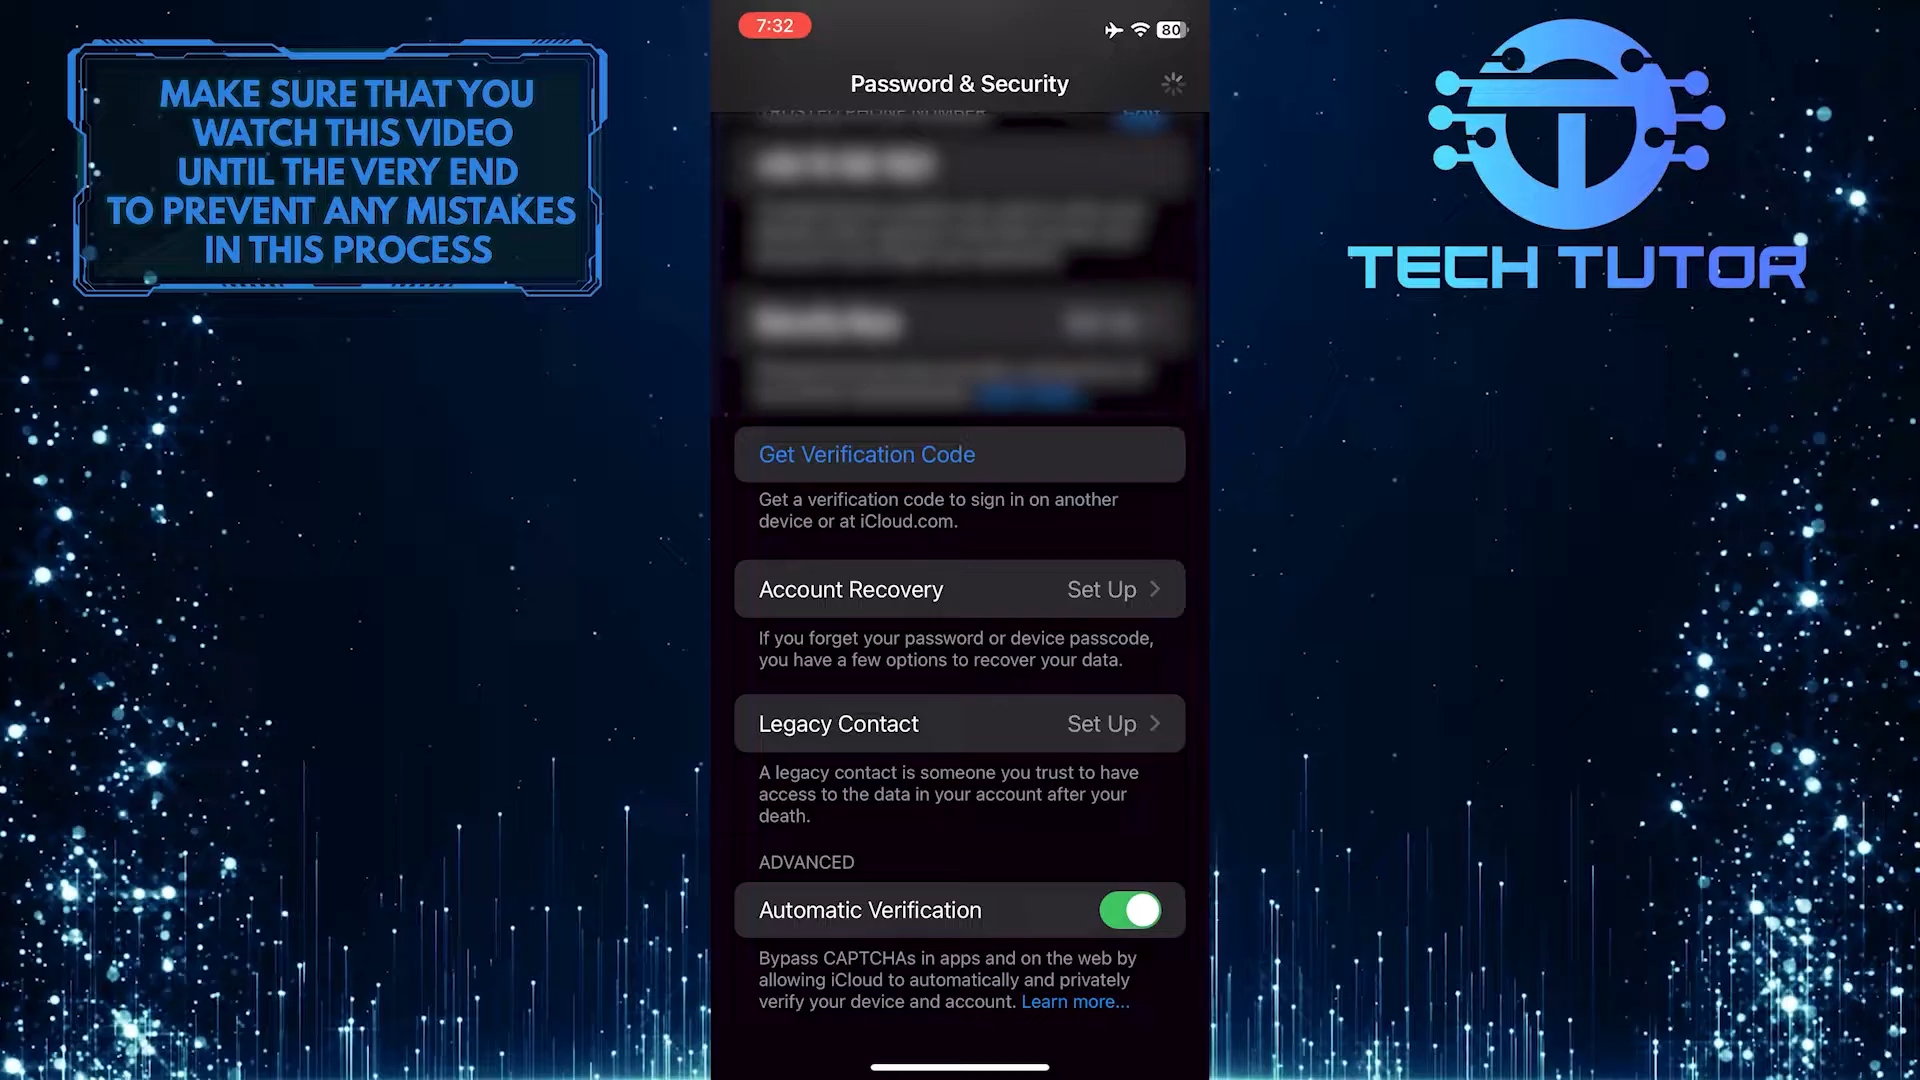 MAKE SURE THAT YOU
WATCH THIS VIDEO
UNTIL THE VERY END
TO PREVENT ANY MISTAKES
IN THIS PROCESS
7:32
80
Password & Security
Get Verification Code
Get a verification code to sign in on another
device or at iCloud.com.
Account Recovery Set Up
If you forget your password or device passcode,
you have a few options to recover your data.
Legacy Contact Set Up
A legacy contact is someone you trust to have
access to the data in your account after your
death.
ADVANCED
Automatic Verification
Bypass CAPTCHAs in apps and on the web by
allowing iCloud to automatically and privately
verify your device and account. Learn more...
TECH TUTOR